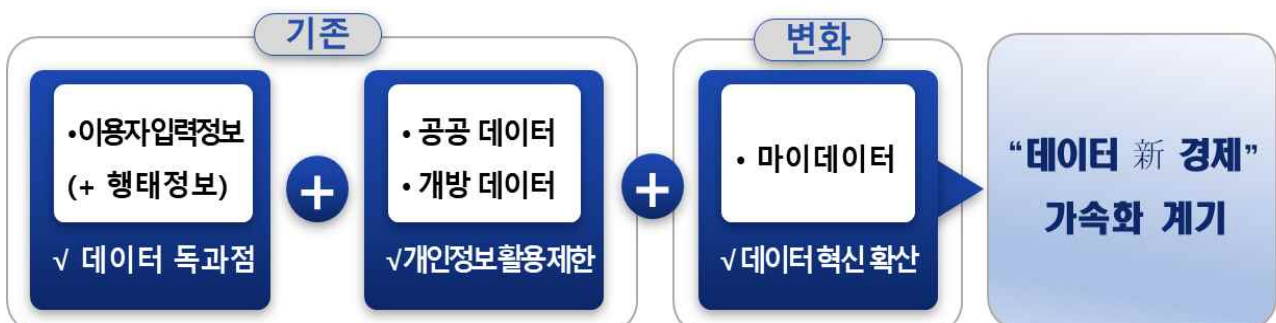 기존
•이용자입력정보
(+ 행태정보)
√ 데이터 독과점
+
• 공공 데이터
• 개방 데이터
√개인정보 활용 제한
+
변화
• 마이데이터
√ 데이터 혁신 확산
“데이터 新 경제”
가속화 계기